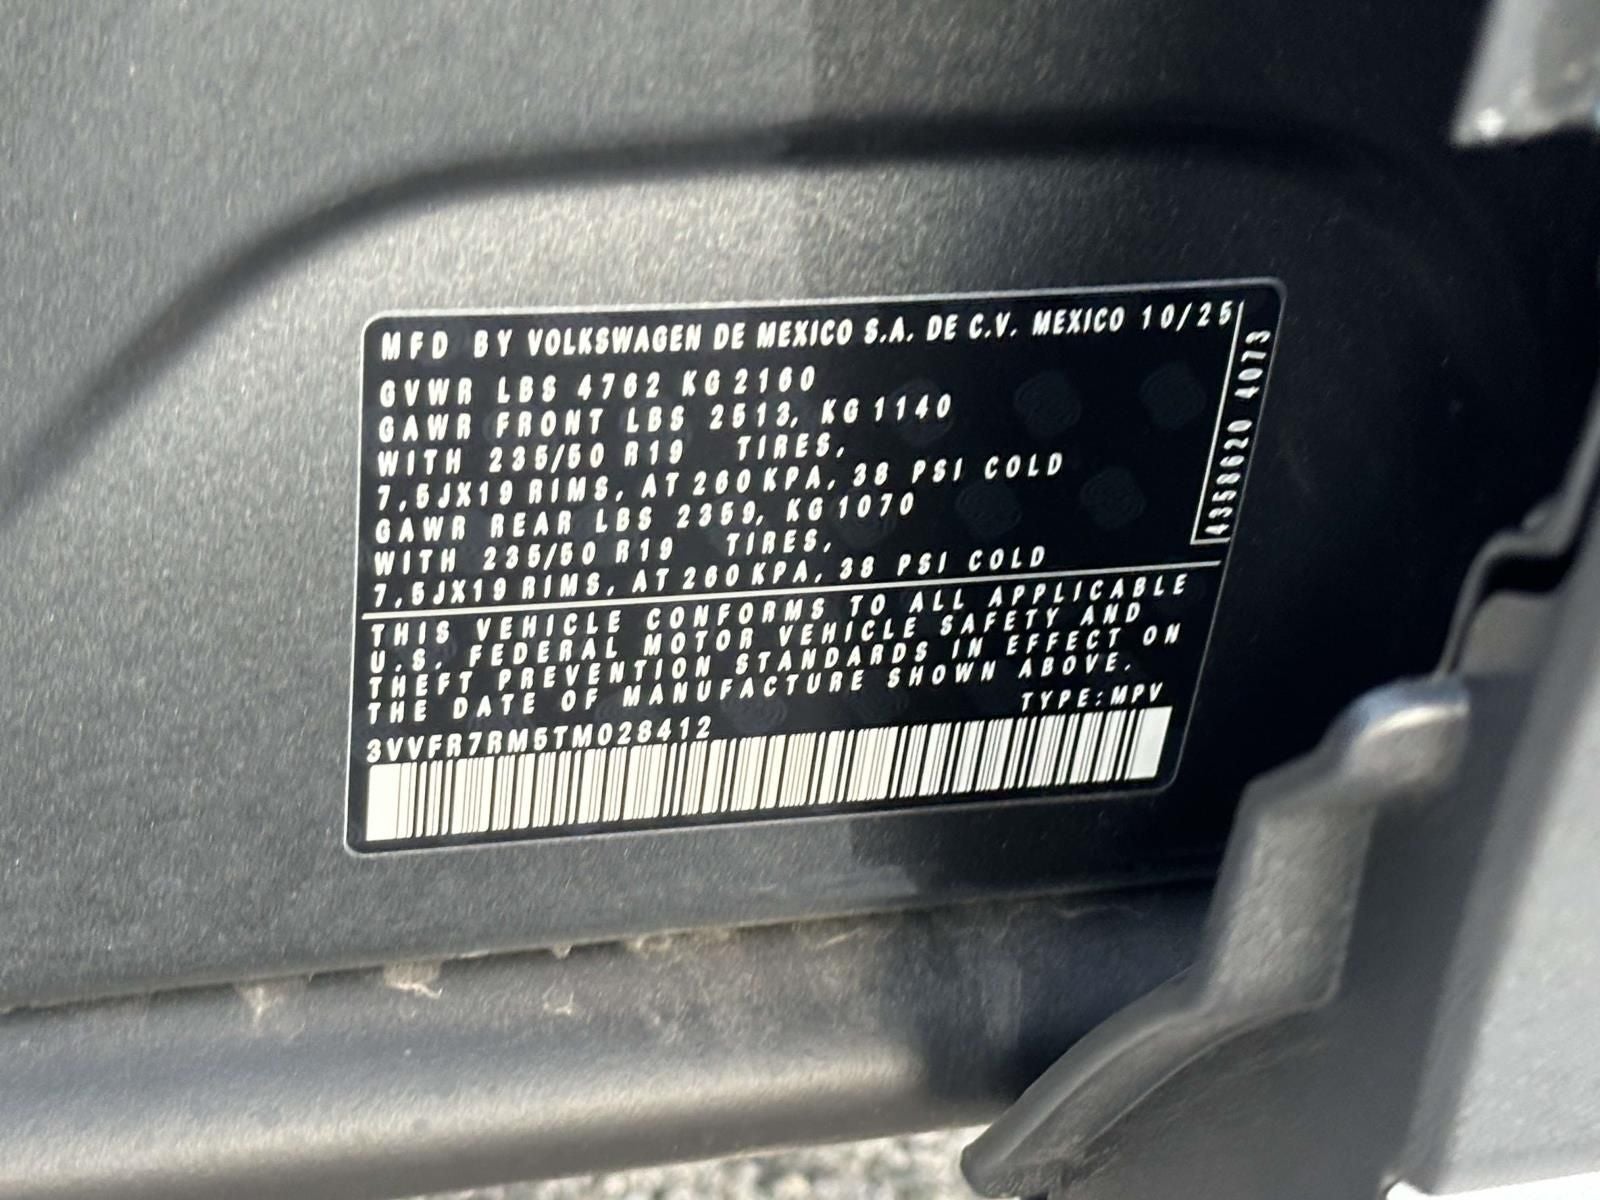 MFD BY VOLKSWAGEN DE MEXICO S.A. DE C.V. MEXICO 10/25
GVWR LBS 4762 KG 2160
GAWR FRONT LBS 2513, KG 1140
WITH 235/50 R19 TIRES,
7,5JX19 RIMS, AT 260 KPA, 38 PSI COLD
GAWR REAR LBS 2359, KG 1070
WITH 235/50 R19 TIRES,
7,5JX19 RIMS, AT 260 KPA, 38 PSI COLD
4358620 4073
THIS VEHICLE CONFORMS TO ALL APPLICABLE
U.S. FEDERAL MOTOR VEHICLE SAFETY AND
THEFT PREVENTION STANDARDS IN EFFECT ON
THE DATE OF MANUFACTURE SHOWN ABOVE.
3VVFR7RM5TM028412 TYPE: MPV